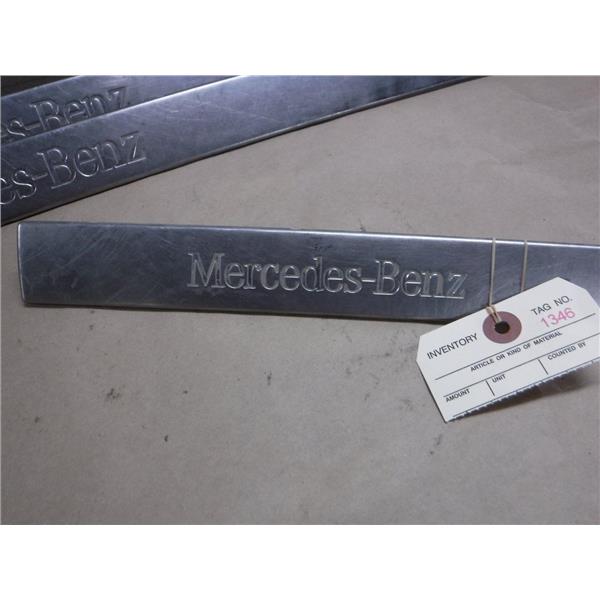 es-Benz
es-Benz
Mercedes-Benz
INVENTORY TAG NO.
1346
ARTICLE OR KIND OF MATERIAL
AMOUNT UNIT COUNTED BY